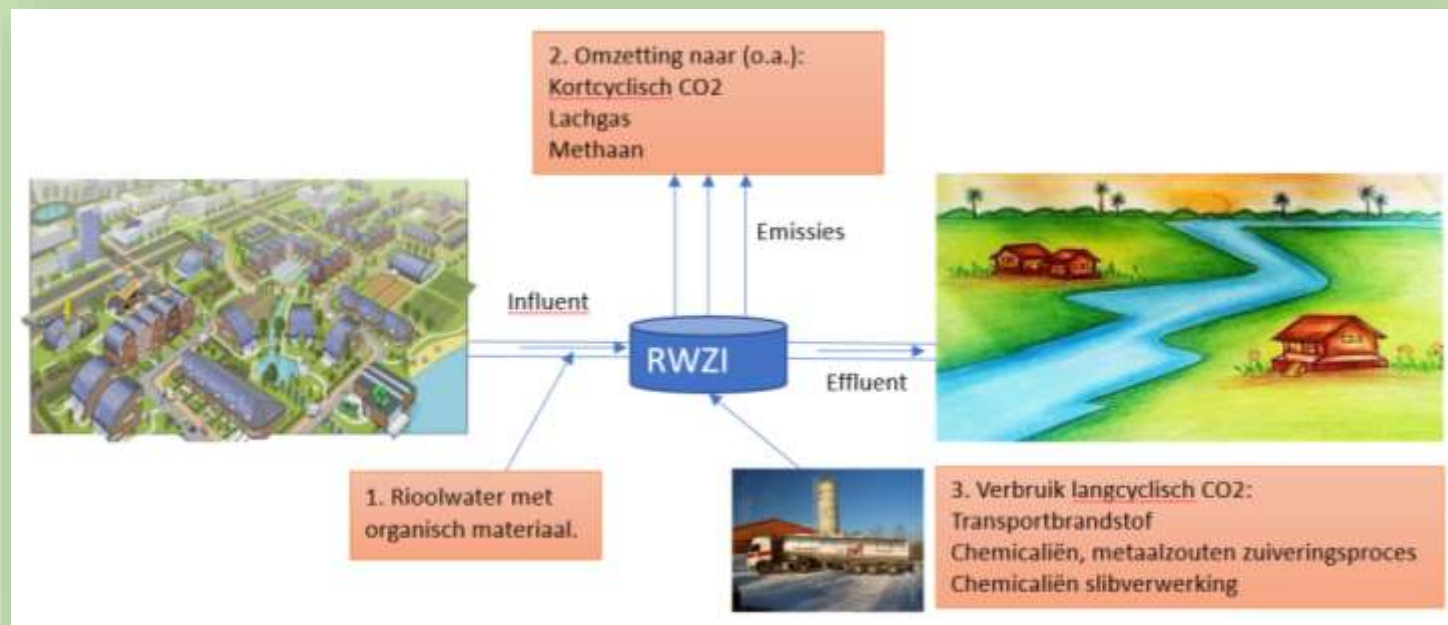 2. Omzetting naar (o.a.):
Kortcyclisch CO2
Lachgas
Methaan
Emissies
Influent
RWZI
Effluent
1. Rioolwater met
organisch materiaal.
3. Verbruik langcyclisch CO2:
Transportbrandstof
Chemicaliën, metaalzouten zuiveringsproces
Chemicaliën slibverwerking